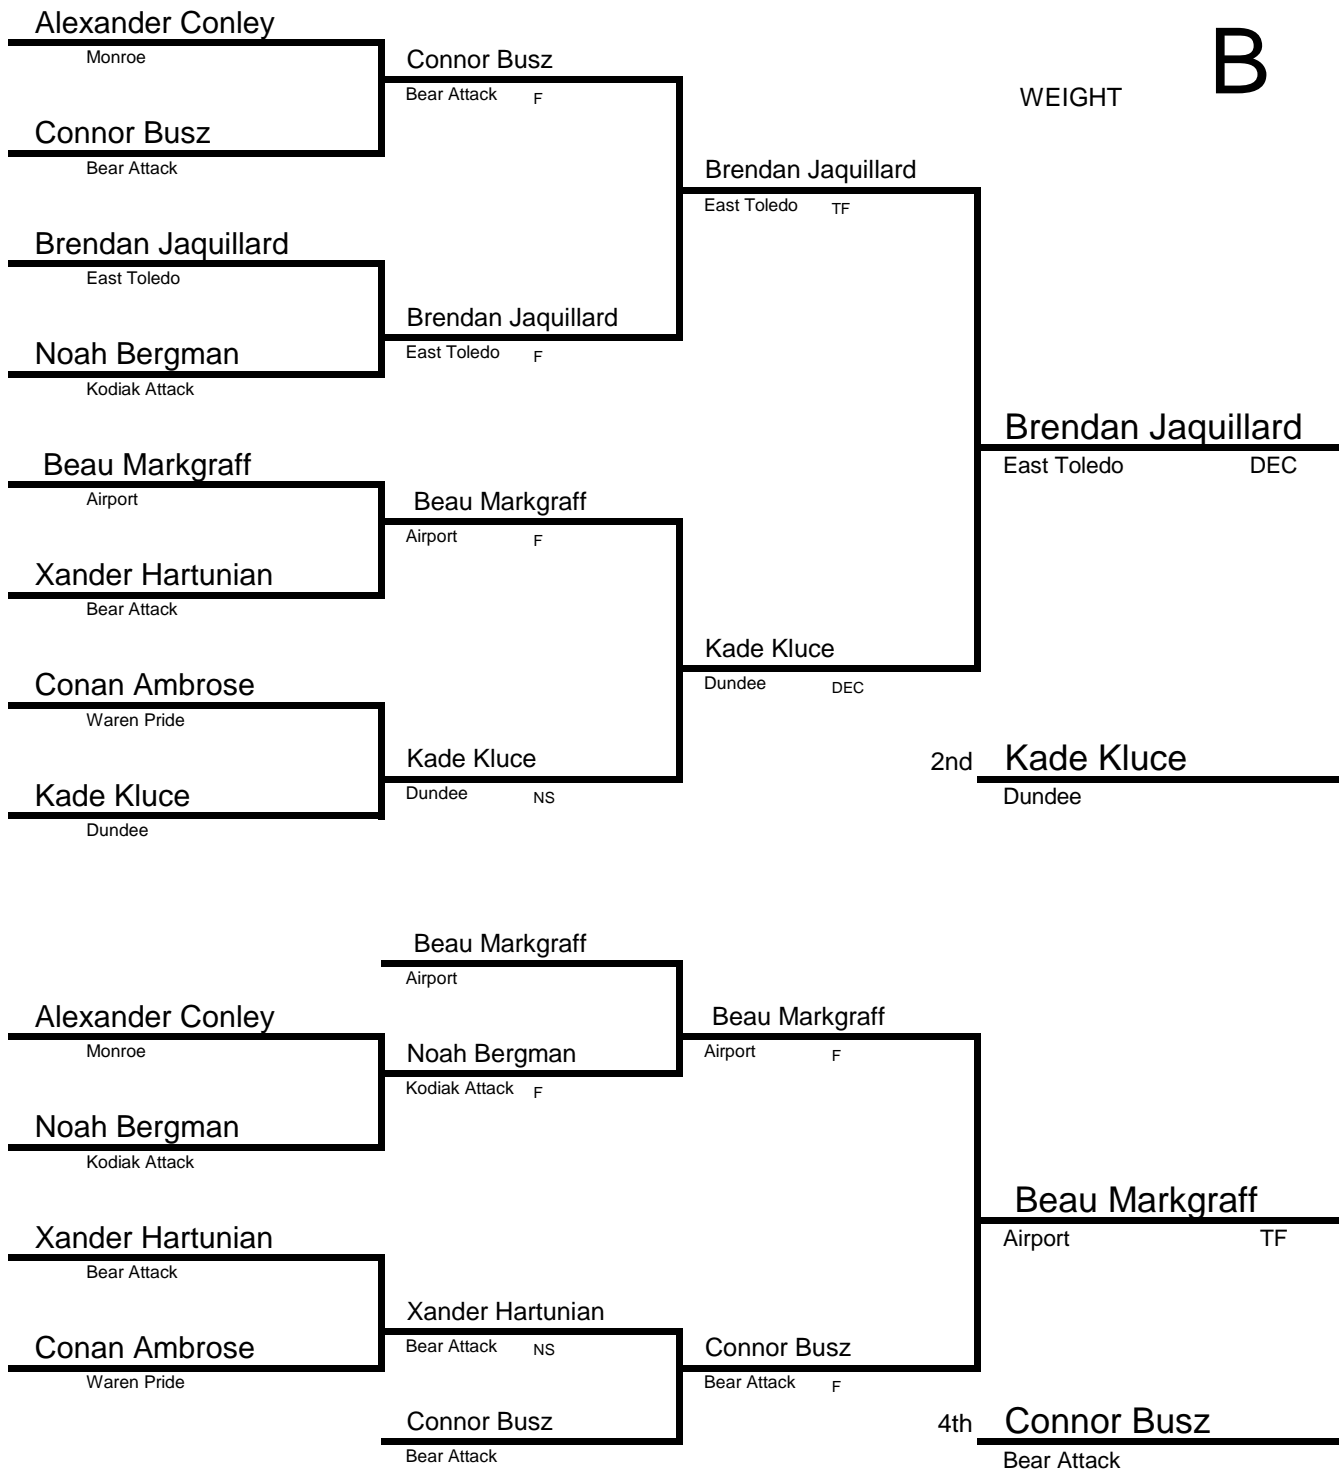 Alexander Conley
Monroe
Connor Busz
Bear Attack F
B
WEIGHT
Connor Busz
Bear Attack
Brendan Jaquillard
East Toledo TF
Brendan Jaquillard
East Toledo
Brendan Jaquillard
East Toledo F
Noah Bergman
Kodiak Attack
Brendan Jaquillard
East Toledo DEC
Beau Markgraff
Airport
Beau Markgraff
Airport F
Xander Hartunian
Bear Attack
Kade Kluce
Dundee DEC
Conan Ambrose
Waren Pride
Kade Kluce
Dundee NS
2nd Kade Kluce
Dundee
Kade Kluce
Dundee
Beau Markgraff
Airport
Alexander Conley
Monroe
Beau Markgraff
Airport F
Noah Bergman
Kodiak Attack F
Noah Bergman
Kodiak Attack
Beau Markgraff
Airport TF
Xander Hartunian
Bear Attack
Xander Hartunian
Bear Attack NS
Conan Ambrose
Waren Pride
Connor Busz
Bear Attack F
Connor Busz
Bear Attack
4th Connor Busz
Bear Attack